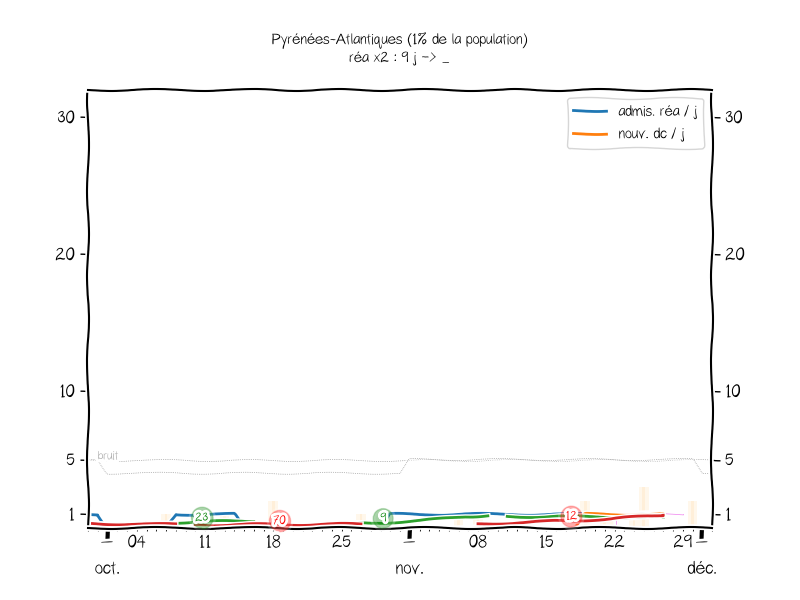 Pyrénées-Atlantiques (1% de la population)
réa x2 : 9 j -> _
admis. réa / j
nouv. dc / j
30 30
20 20
10 10
5 bruit 5
1 23 70 9 12 1
04 11 18 25 08 15 22 29
oct. nov. déc.